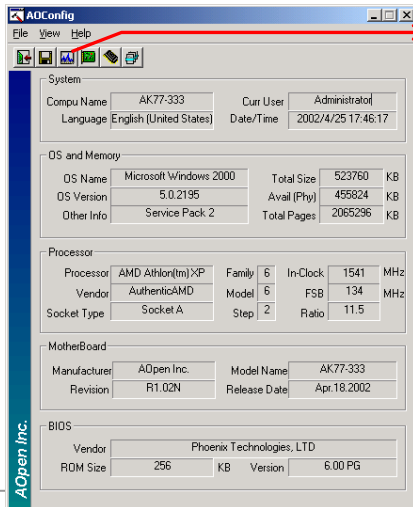 AOConfig
File View Help
System
Compu Name AK77-333 Curr User Administrator
Language English (United States) Date/Time 2002/4/25 17:46:17
OS and Memory
OS Name Microsoft Windows 2000 Total Size 523760 KB
OS Version 5.0.2195 Avail (Phy) 455824 KB
Other Info Service Pack 2 Total Pages 2065296 KB
Processor
Processor AMD Athlon(tm) XP Family 6 In-Clock 1541 MHz
Vendor AuthenticAMD Model 6 FSB 134 MHz
Socket Type Socket A Step 2 Ratio 11.5
MotherBoard
Manufacturer AOpen Inc. Model Name AK77-333
Revision R1.02N Release Date Apr.18.2002
BIOS
Vendor Phoenix Technologies, LTD
ROM Size 256 KB Version 6.00 PG
AOpen Inc.